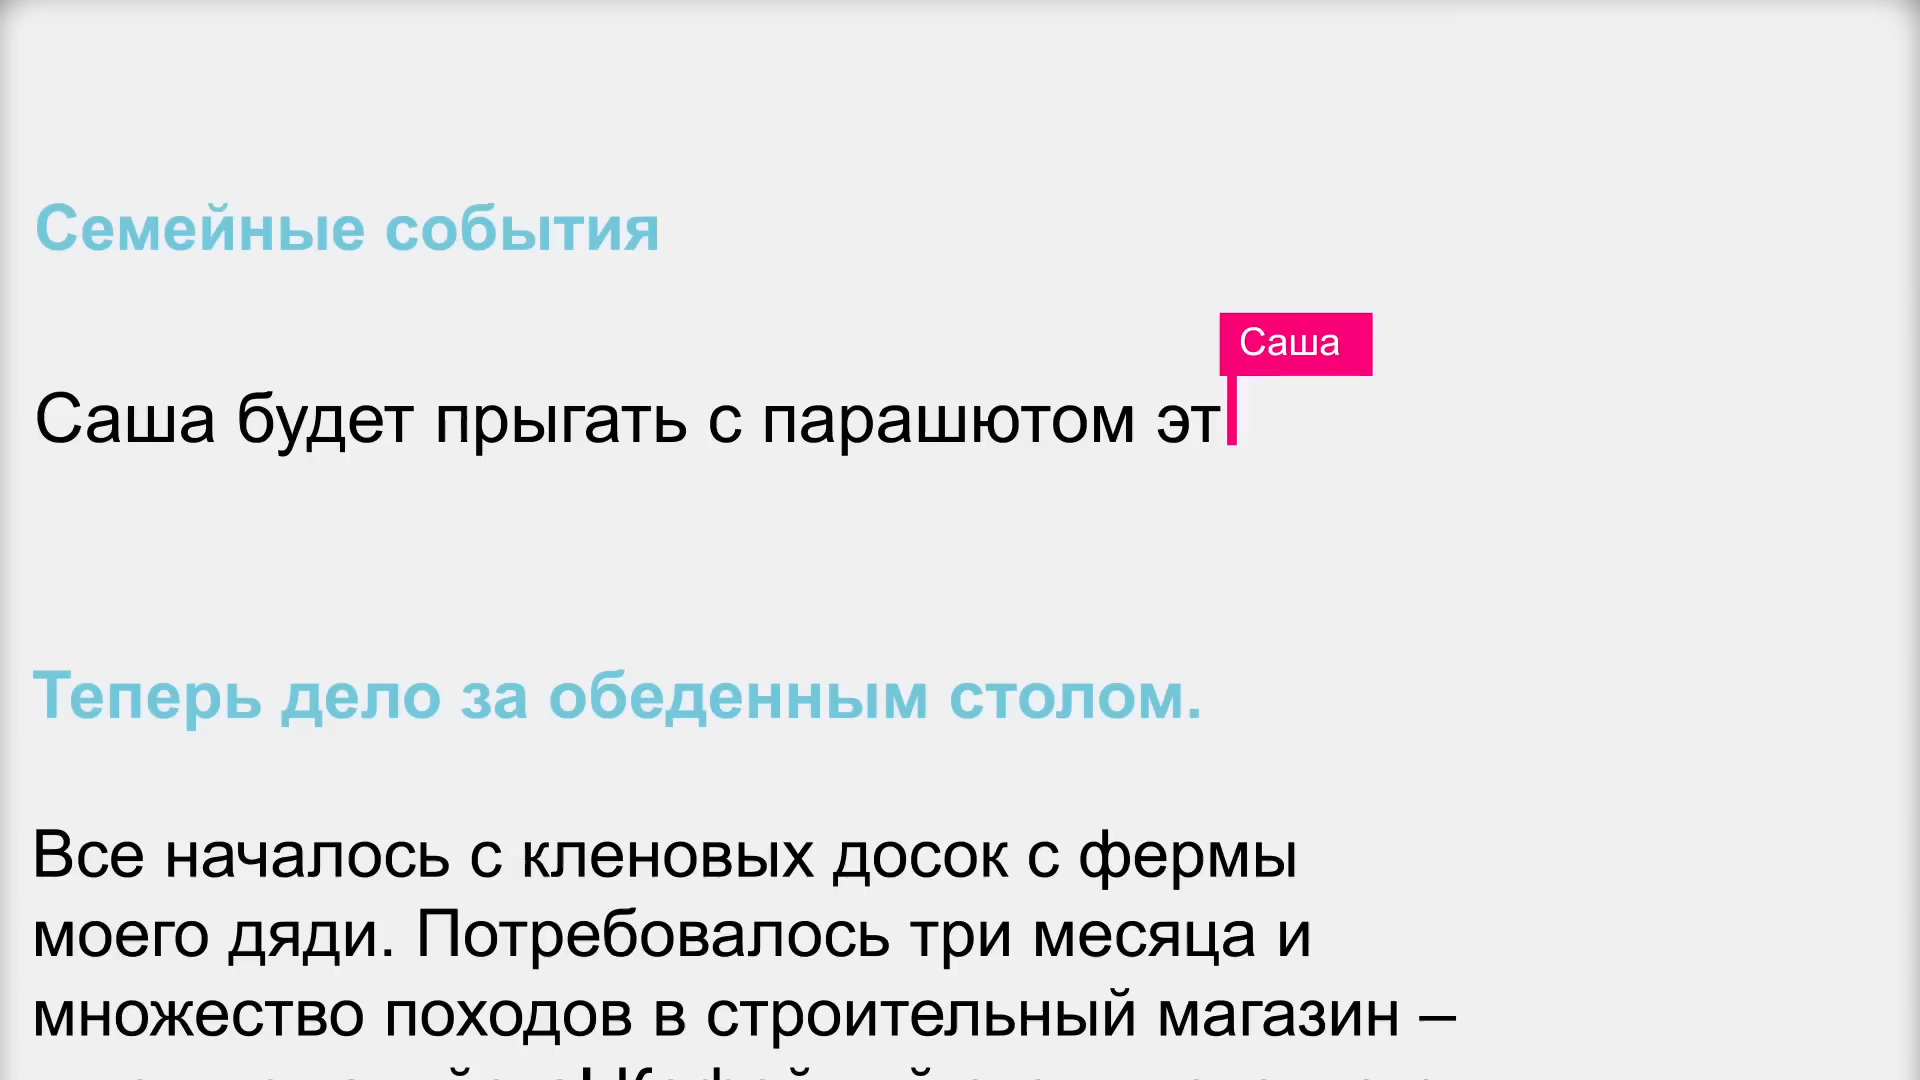 Семейные события
Саша
Саша будет прыгать с парашютом эт
Теперь дело за обеденным столом.
Все началось с кленовых досок с фермы
моего дяди. Потребовалось три месяца и
множество походов в строительный магазин –